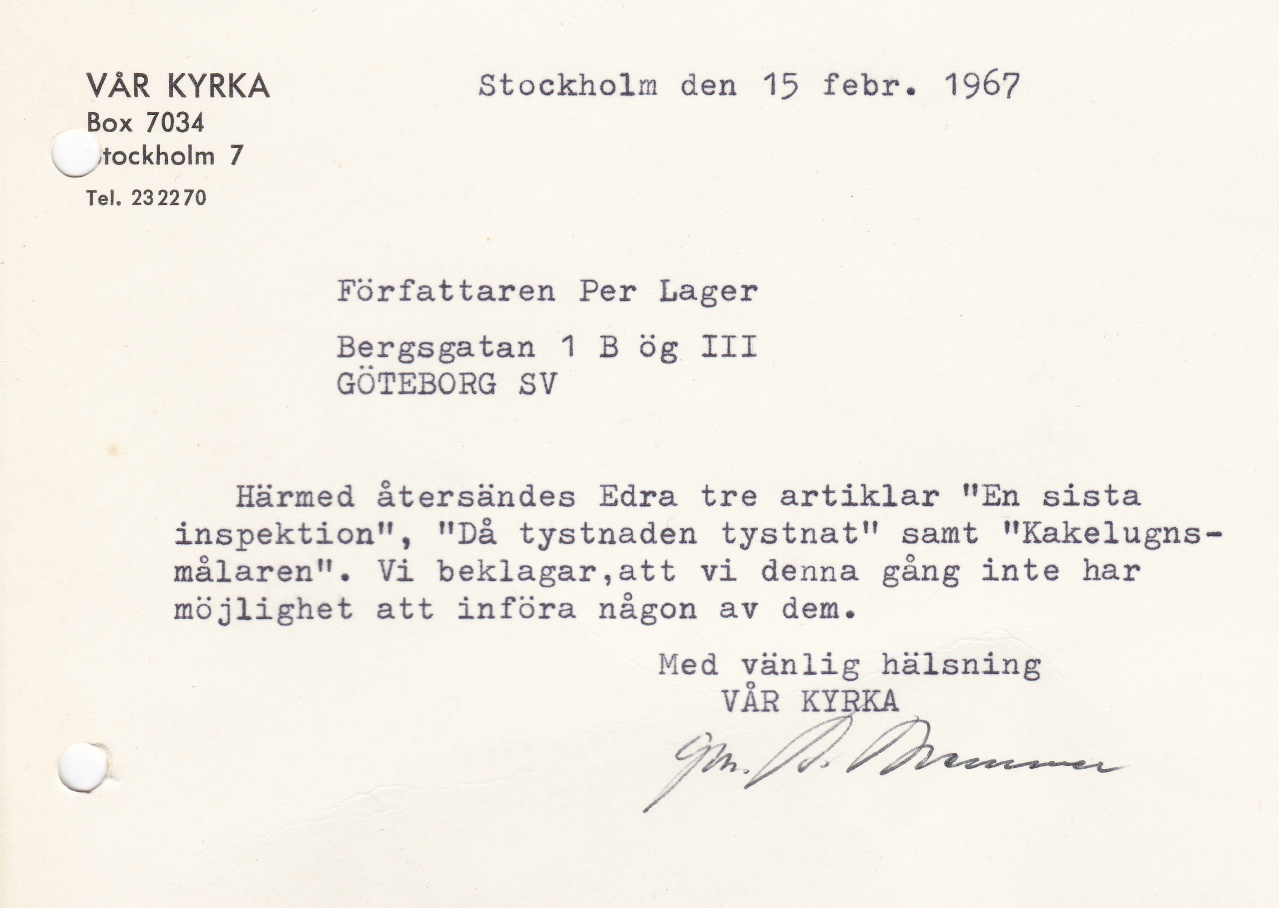 VÅR KYRKA
Box 7034
Stockholm 7
Tel. 232270
Stockholm den 15 febr. 1967
Författaren Per Lager
Bergsgatan 1 B ög III
GÖTEBORG SV
Härmed återsändes Edra tre artiklar "En sista
inspektion", "Då tystnaden tystnat" samt "Kakelugns-
målaren". Vi beklagar,att vi denna gång inte har
möjlighet att införa någon av dem.
Med vänlig hälsning
VÅR KYRKA